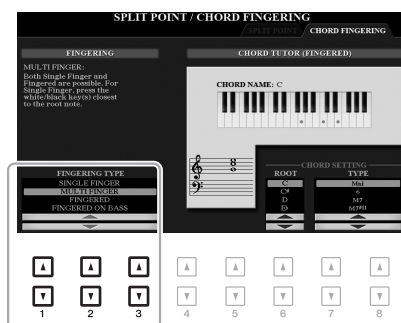 SPLIT POINT / CHORD FINGERING
SPLIT POINT
CHORD FINGERING
FINGERING
MULTI FINGER:
Both Single Finger and
Fingered are possible. For
Single Finger, press the
white/black key(s) closest
to the root note.
CHORD TUTOR (FINGERED)
CHORD NAME: C
FINGERING TYPE
SINGLE FINGER
MULTI FINGER
FINGERED
FINGERED ON BASS
CHORD SETTING
ROOT
TYPE
C
Maj
C#
6
D
M7
E♭
M7#11
1 2 3 4 5 6 7 8